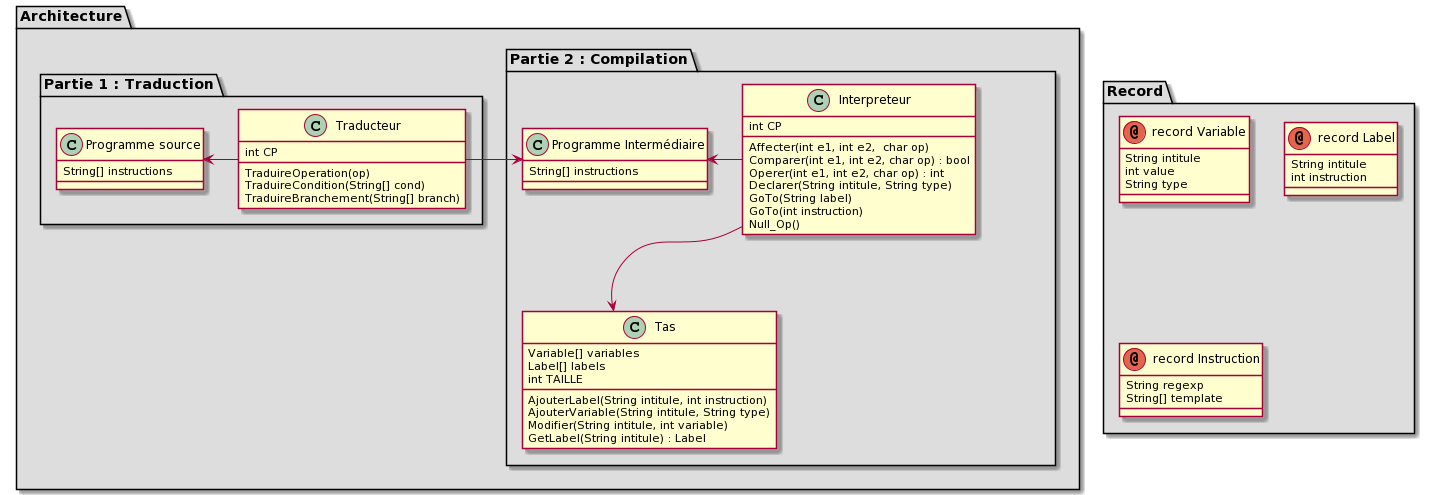 Architecture
Partie 1 : Traduction
C Programme source
String[] instructions
C Traducteur
int CP
TraduireOperation(op)
TraduireCondition(String[] cond)
TraduireBranchement(String[] branch)
Partie 2 : Compilation
C Programme Intermédiaire
String[] instructions
C Interpreteur
int CP
Affecter(int e1, int e2,  char op)
Comparer(int e1, int e2, char op) : bool
Operer(int e1, int e2, char op) : int
Declarer(String intitule, String type)
GoTo(String label)
GoTo(int instruction)
Null_Op()
C Tas
Variable[] variables
Label[] labels
int TAILLE
AjouterLabel(String intitule, int instruction)
AjouterVariable(String intitule, String type)
Modifier(String intitule, int variable)
GetLabel(String intitule) : Label
Record
@ record Variable
String intitule
int value
String type
@ record Label
String intitule
int instruction
@ record Instruction
String regexp
String[] template